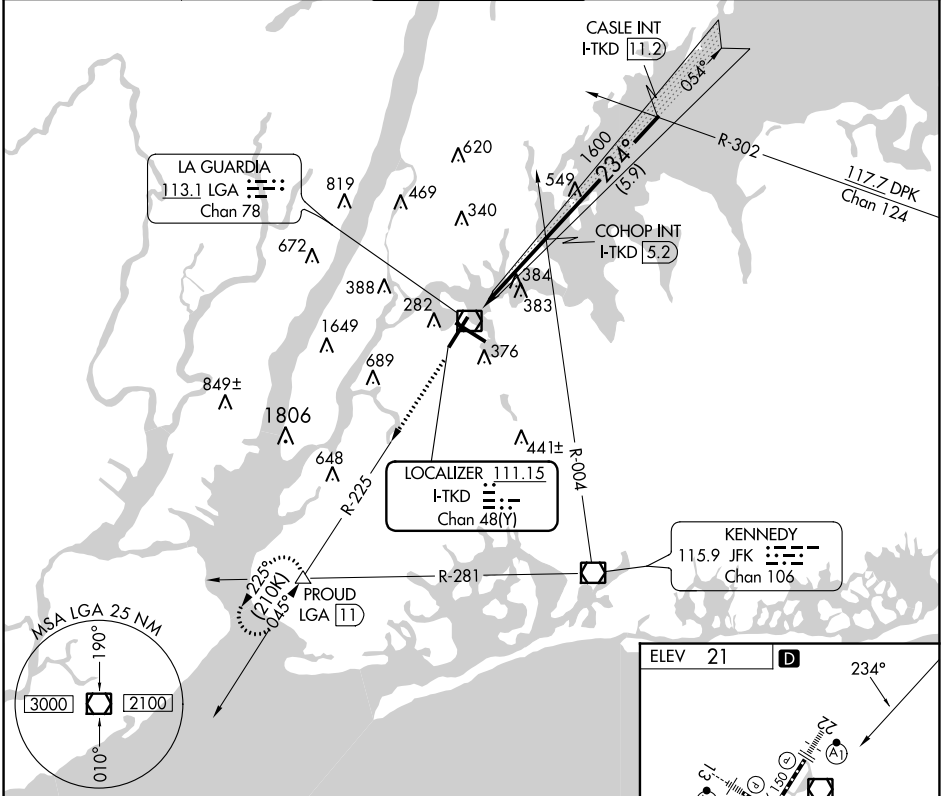 CASLE INT
I-TKD 11.2
054°
1600
234°
(5.9)
R-302
117.7 DPK
Chan 124
LA GUARDIA
113.1 LGA
Chan 78
620
819
469
549
340
COHOP INT
I-TKD 5.2
672
388
384
383
282
1649
376
689
849±
1806
441±
648
LOCALIZER 111.15
I-TKD
Chan 48(Y)
R-225
R-004
KENNEDY
115.9 JFK
Chan 106
R-281
225°
(210K)
045°
PROUD
LGA 11
MSA LGA 25 NM
190°
3000
2100
010°
ELEV 21
D
234°
22
A1
P
13
P
150